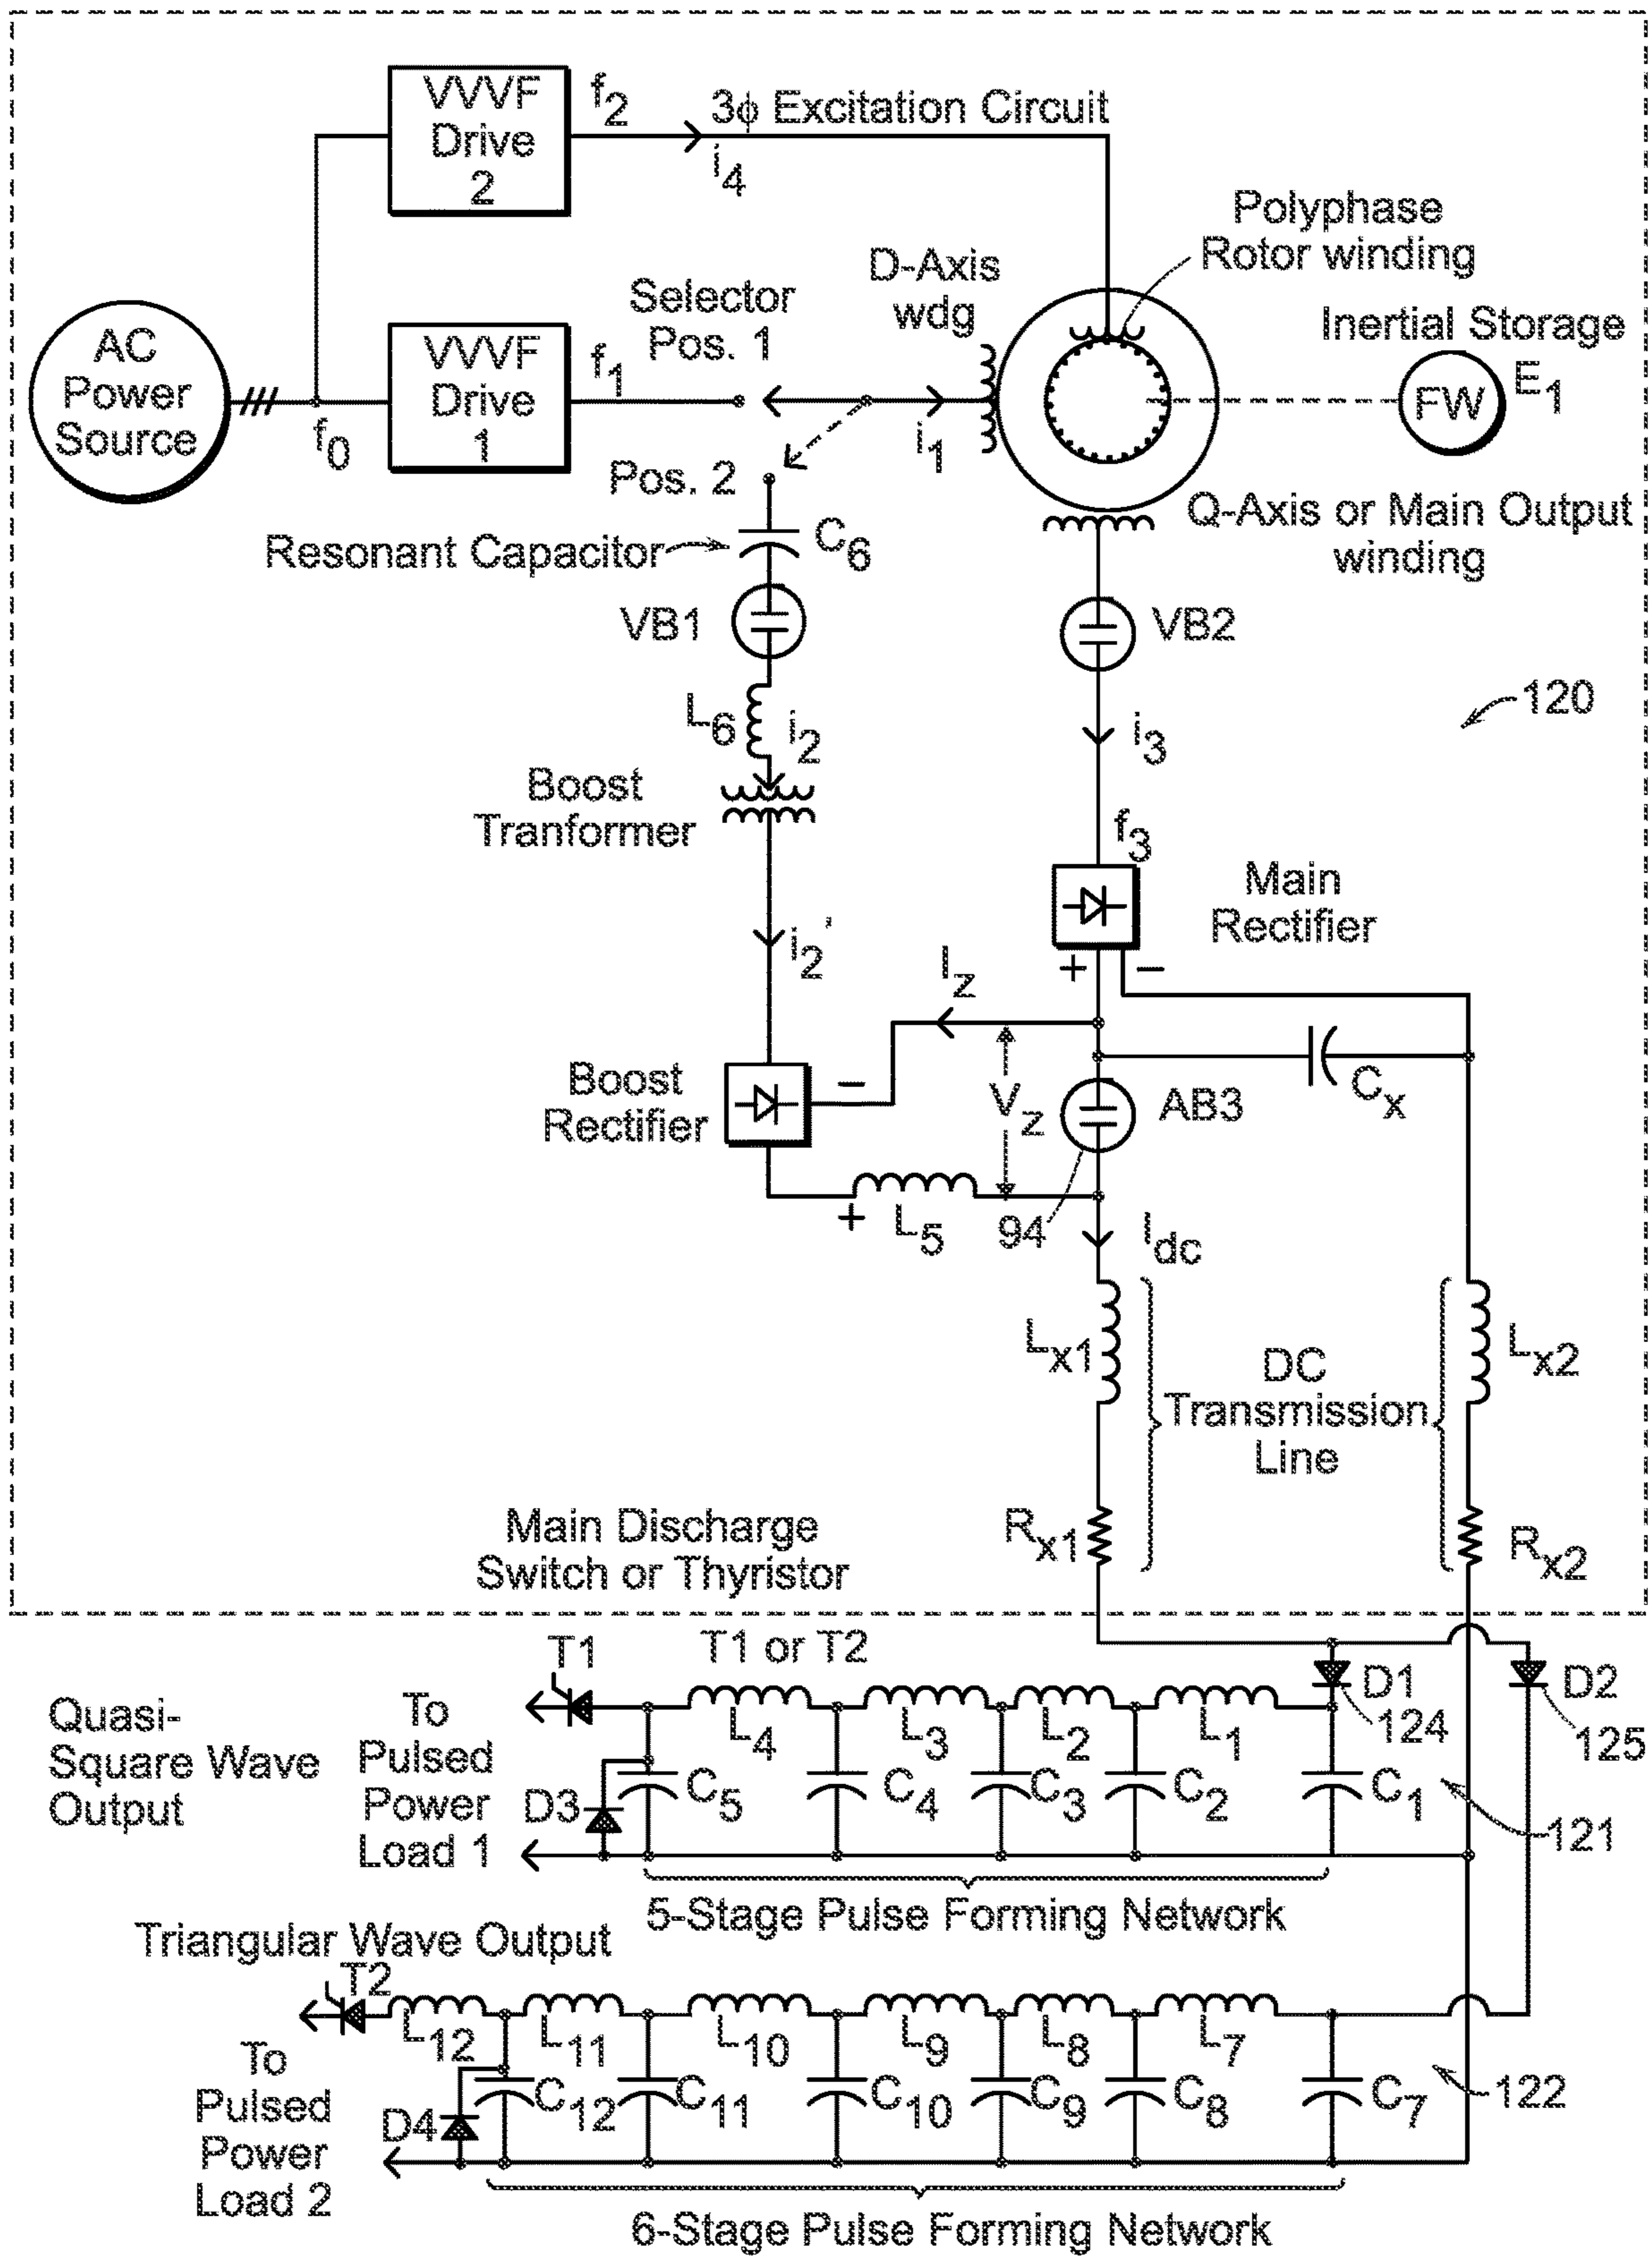 VVVF
Drive
2
f2
3ϕ Excitation Circuit
i4
Polyphase
Rotor winding
D-Axis
wdg
Selector
Pos. 1
Inertial Storage
E1
FW
AC
Power
Source
f0
VVVF
Drive
1
f1
i1
Pos. 2
Q-Axis or Main Output
winding
Resonant Capacitor
C6
VB1
VB2
120
L6
i2
i3
Boost
Tranformer
f3
Main
Rectifier
i2'
Iz
+
−
Boost
Rectifier
−
Vz
AB3
Cx
+
L5
94
Idc
Lx1
DC
Transmission
Line
Lx2
Rx1
Rx2
Main Discharge
Switch or Thyristor
T1 or T2
T1
D1
D2
124
125
Quasi-
Square Wave
Output
To
Pulsed
Power
Load 1
L4
L3
L2
L1
D3
C5
C4
C3
C2
C1
121
5-Stage Pulse Forming Network
Triangular Wave Output
T2
L12
L11
L10
L9
L8
L7
To
Pulsed
Power
Load 2
D4
C12
C11
C10
C9
C8
C7
122
6-Stage Pulse Forming Network